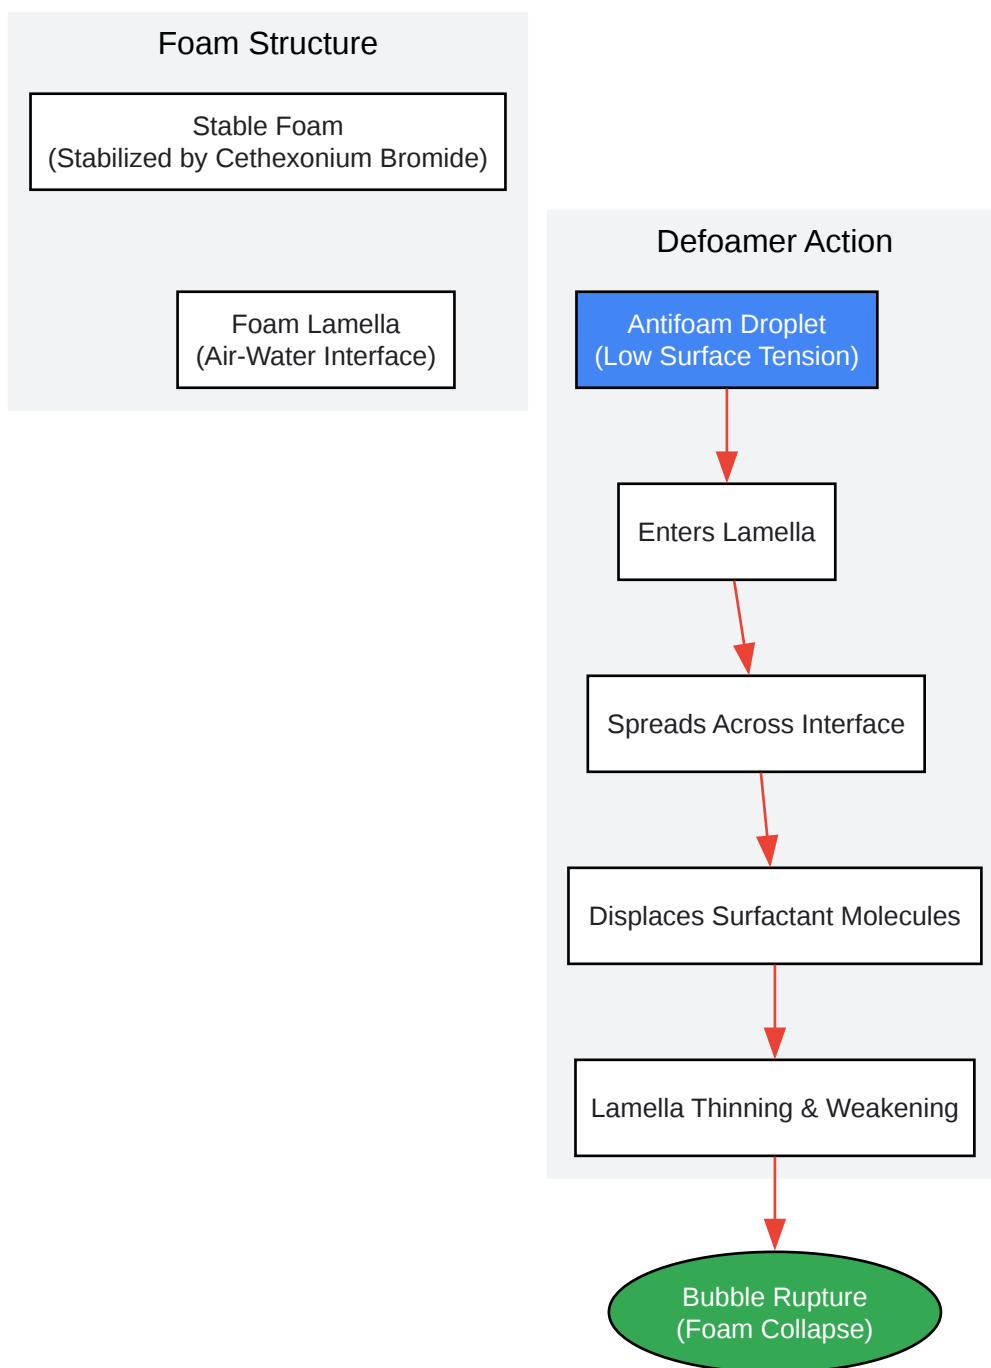 Foam Structure
Stable Foam
(Stabilized by Cethexonium Bromide)
Foam Lamella
(Air-Water Interface)
Defoamer Action
Antifoam Droplet
(Low Surface Tension)
Enters Lamella
Spreads Across Interface
Displaces Surfactant Molecules
Lamella Thinning & Weakening
Bubble Rupture
(Foam Collapse)